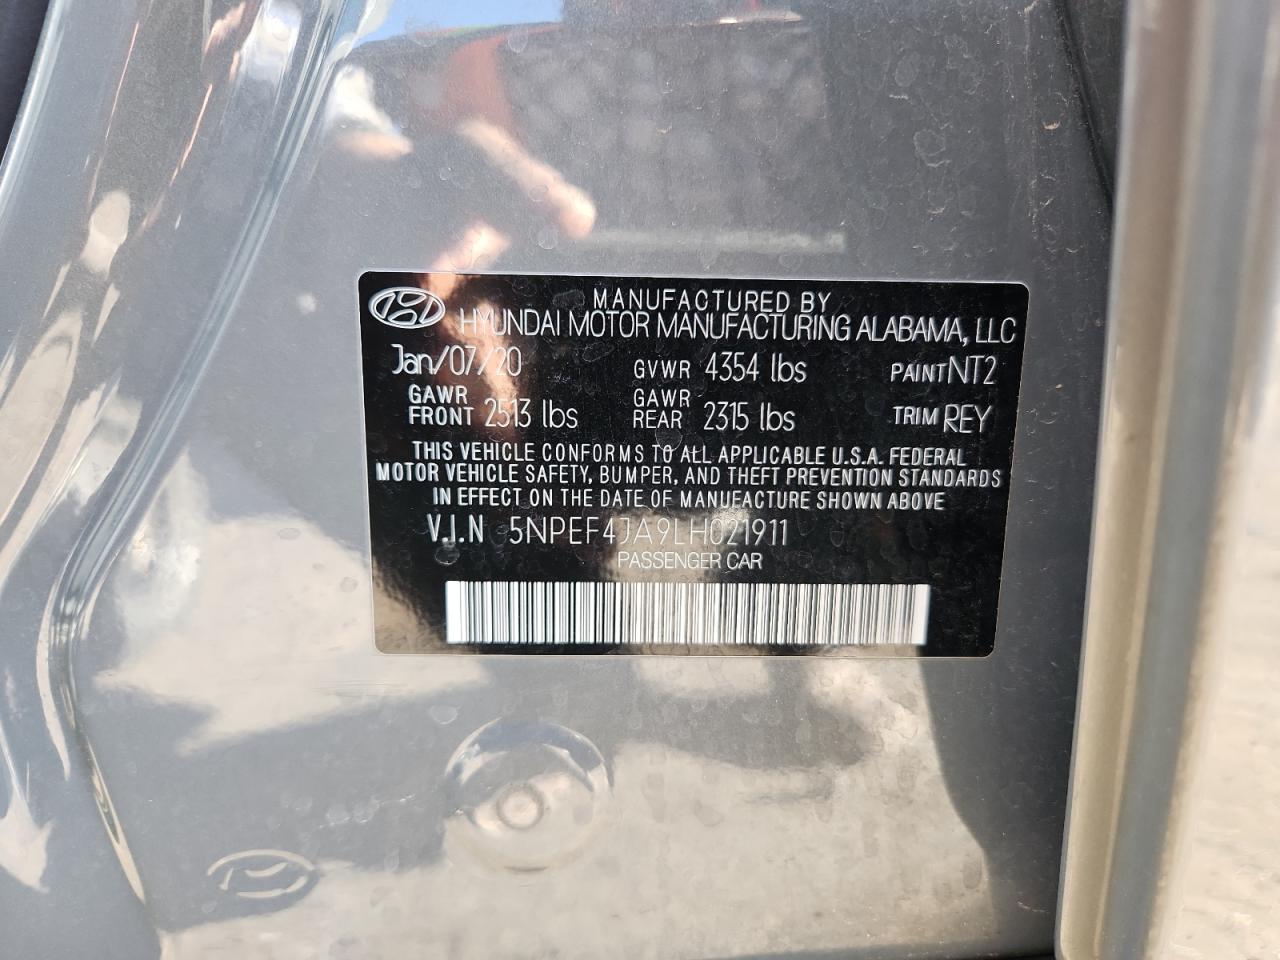 MANUFACTURED BY
HYUNDAI MOTOR MANUFACTURING ALABAMA, LLC
Jan/07/20 GVWR 4354 lbs PAINT NT2
GAWR FRONT 2513 lbs GAWR REAR 2315 lbs TRIM REY
THIS VEHICLE CONFORMS TO ALL APPLICABLE U.S.A. FEDERAL
MOTOR VEHICLE SAFETY, BUMPER, AND THEFT PREVENTION STANDARDS
IN EFFECT ON THE DATE OF MANUFACTURE SHOWN ABOVE
V.I.N 5NPEF4JA9LH021911
PASSENGER CAR